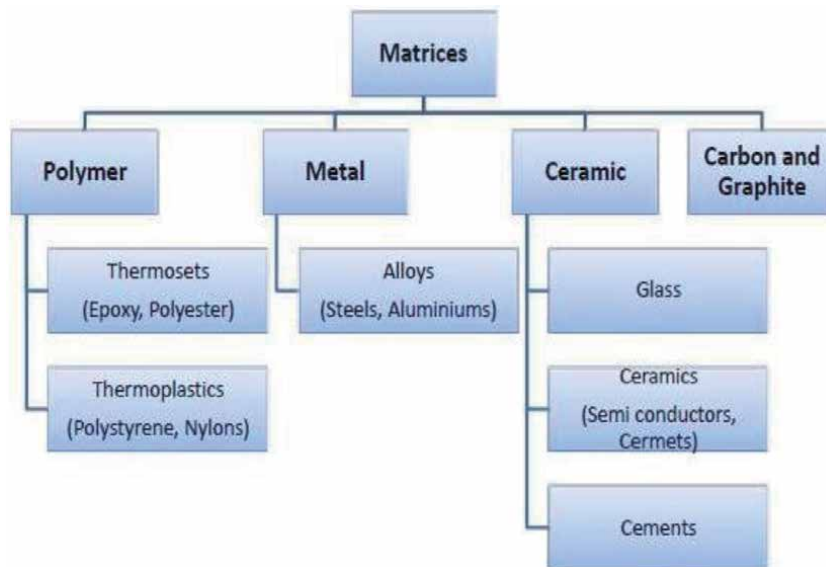 Matrices
Polymer
Metal
Ceramic
Carbon and
Graphite
Thermosets
(Epoxy, Polyester)
Thermoplastics
(Polystyrene, Nylons)
Alloys
(Steels, Aluminiums)
Glass
Ceramics
(Semi conductors,
Cermets)
Cements